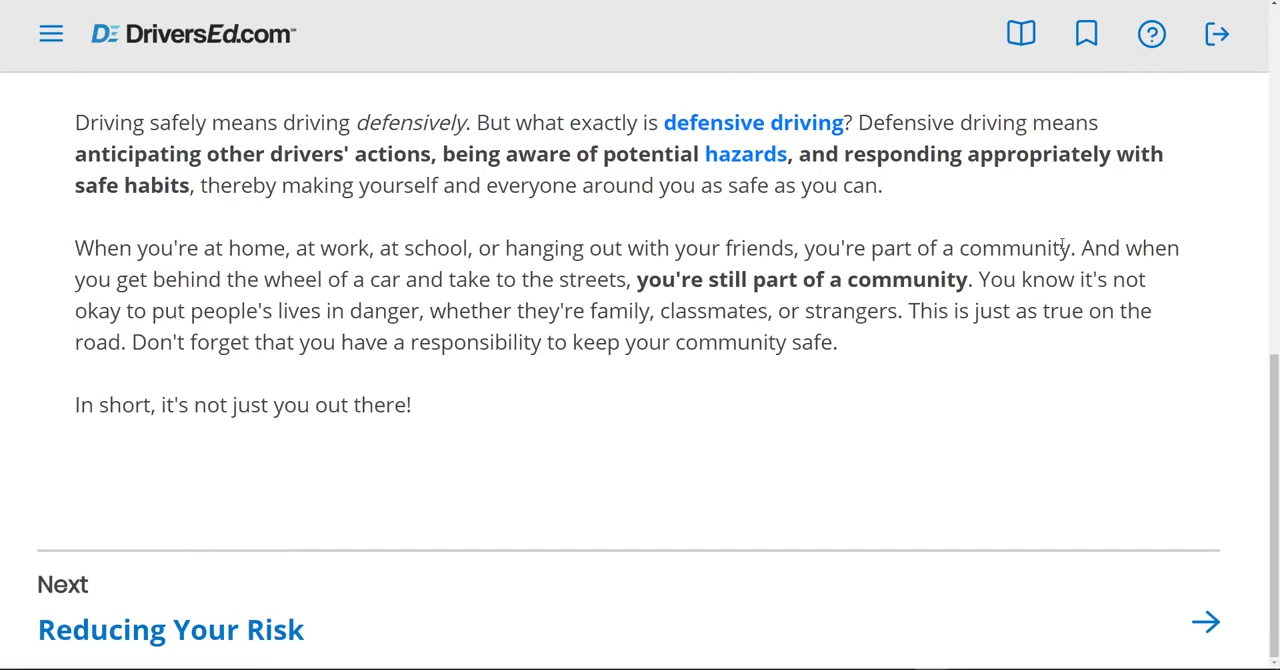 DE DriversEd.com
Driving safely means driving defensively. But what exactly is defensive driving? Defensive driving means
anticipating other drivers' actions, being aware of potential hazards, and responding appropriately with
safe habits, thereby making yourself and everyone around you as safe as you can.
When you're at home, at work, at school, or hanging out with your friends, you're part of a community. And when
you get behind the wheel of a car and take to the streets, you're still part of a community. You know it's not
okay to put people's lives in danger, whether they're family, classmates, or strangers. This is just as true on the
road. Don't forget that you have a responsibility to keep your community safe.
In short, it's not just you out there!
Next
Reducing Your Risk